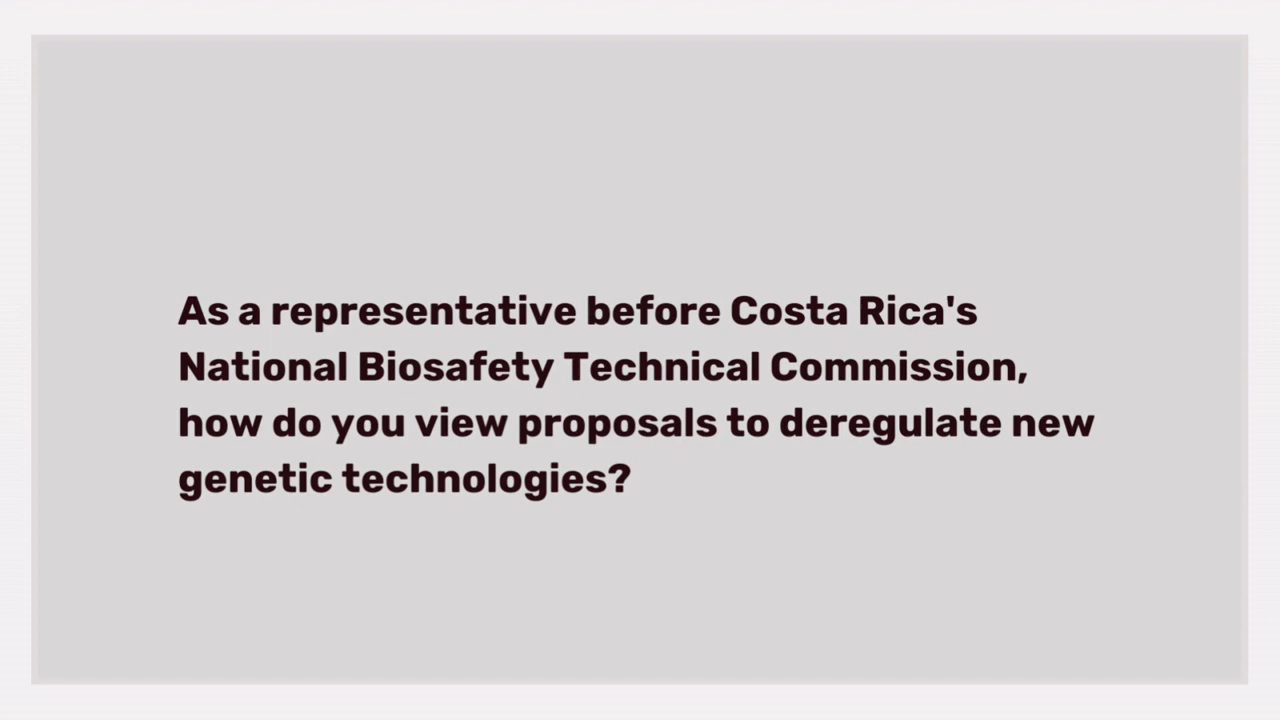 As a representative before Costa Rica's
National Biosafety Technical Commission,
how do you view proposals to deregulate new
genetic technologies?